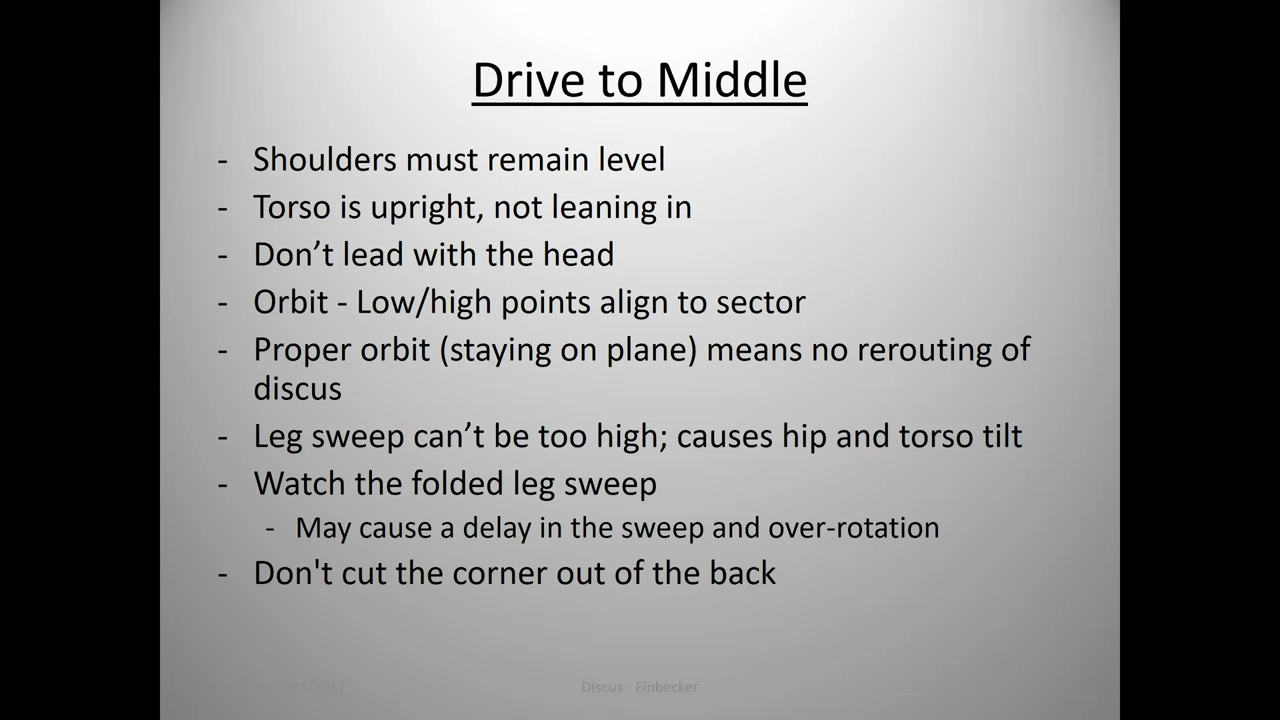 Drive to Middle
- Shoulders must remain level
- Torso is upright, not leaning in
- Don’t lead with the head
- Orbit - Low/high points align to sector
- Proper orbit (staying on plane) means no rerouting of
discus
- Leg sweep can’t be too high; causes hip and torso tilt
- Watch the folded leg sweep
- May cause a delay in the sweep and over-rotation
- Don't cut the corner out of the back
Discus - Einbecker